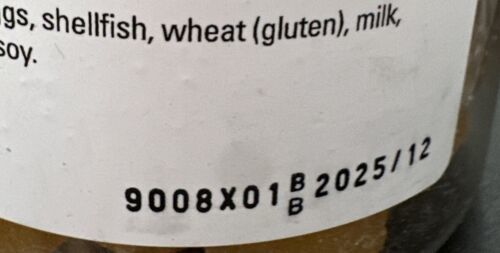 gs, shellfish, wheat (gluten), milk,
soy.
9008X01 B B 2025/12